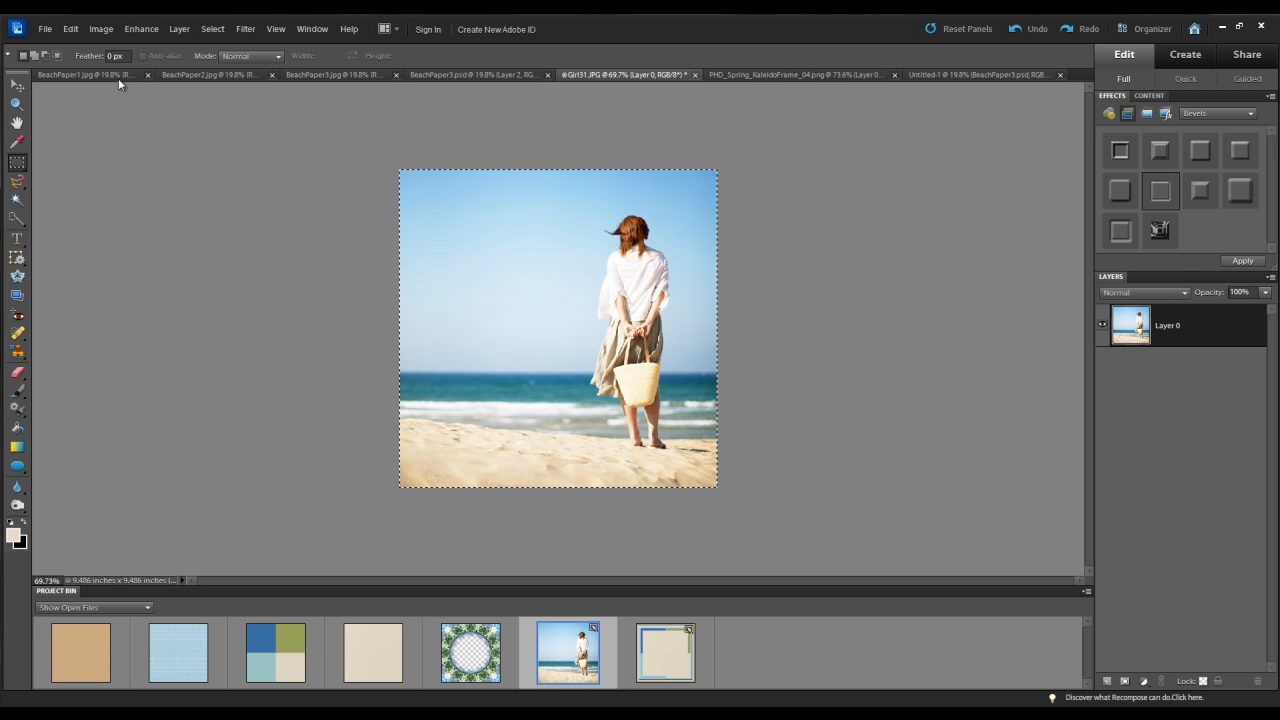 File Edit Image Enhance Layer Select Filter View Window Help Sign In Create New Adobe ID Reset Panels Undo Redo Organizer
Feather: 0 px Anti-alias Mode: Normal Width: Height: Edit Create Share
BeachPaper1.jpg @ 19.8% (R... BeachPaper2.jpg @ 19.8% (R... BeachPaper3.jpg @ 19.8% (R... BeachPaper3.psd @ 19.8% (Layer 2, RG... Girl31.JPG @ 69.7% (Layer 0, RGB/8*) * PHD_Spring_KaleidoFrame_04.png @ 73.6% (Layer 0... Untitled-1 @ 19.8% (BeachPaper3.psd, RGB... Full Quick Guided
EFFECTS CONTENT
Bevels
Apply
LAYERS
Normal Opacity: 100%
Layer 0
69.73% 9.486 inches x 9.486 inches (...
PROJECT BIN
Show Open Files
Lock:
Discover what Recompose can do.Click here.